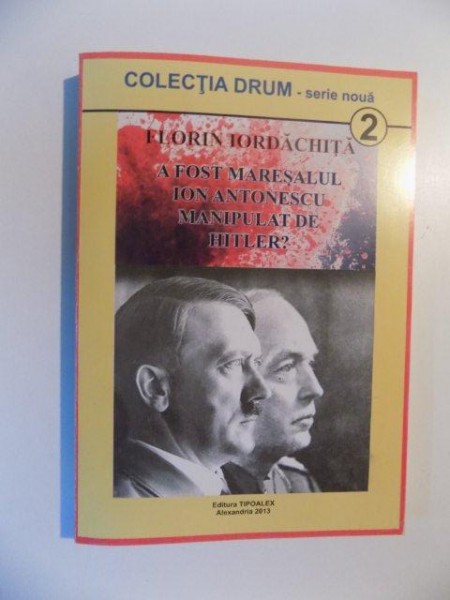 COLECŢIA DRUM - serie nouă
2
FLORIN IORDĂCHIŢĂ
A FOST MAREŞALUL
ION ANTONESCU
MANIPULAT DE
HITLER?
Editura TIPOALEX
Alexandria 2013